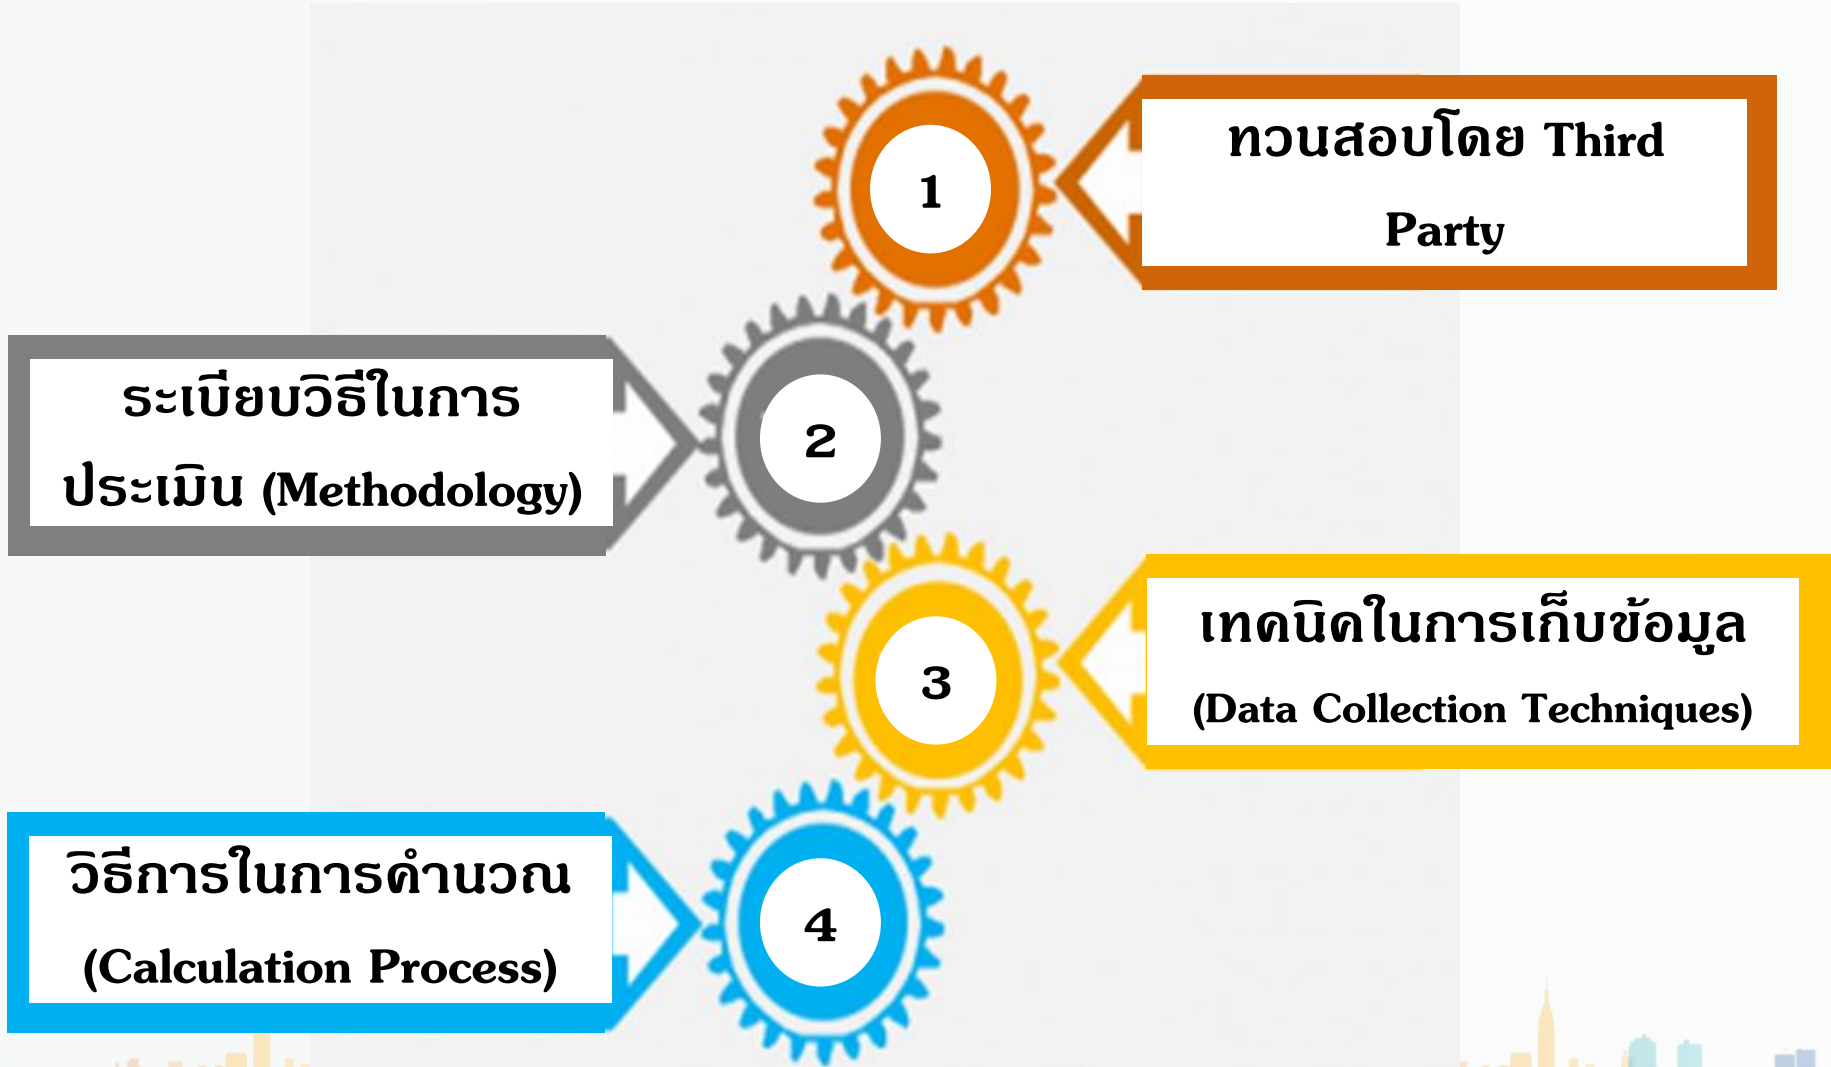 1
ทวนสอบโดย Third
Party
2
ระเบียบวิธีในการ
ประเมิน (Methodology)
3
เทคนิคในการเก็บข้อมูล
(Data Collection Techniques)
4
วิธีการในการคำนวณ
(Calculation Process)